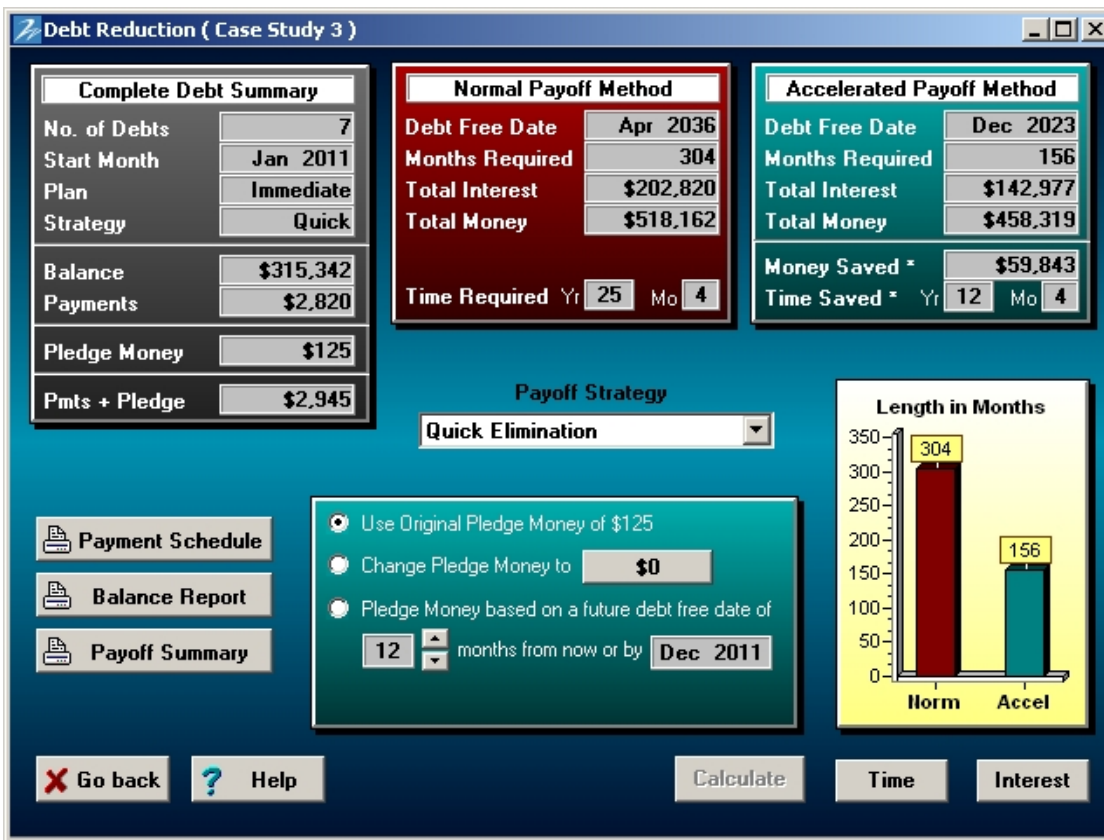 Debt Reduction ( Case Study 3 )
Complete Debt Summary
No. of Debts 7
Start Month Jan 2011
Plan Immediate
Strategy Quick
Balance $315,342
Payments $2,820
Pledge Money $125
Pmts + Pledge $2,945
Normal Payoff Method
Debt Free Date Apr 2036
Months Required 304
Total Interest $202,820
Total Money $518,162
Time Required Yr 25 Mo 4
Accelerated Payoff Method
Debt Free Date Dec 2023
Months Required 156
Total Interest $142,977
Total Money $458,319
Money Saved * $59,843
Time Saved * Yr 12 Mo 4
Payoff Strategy
Quick Elimination
Length in Months
350
300
250
200
150
100
50
0
304
156
Norm Accel
Payment Schedule
Balance Report
Payoff Summary
Use Original Pledge Money of $125
Change Pledge Money to $0
Pledge Money based on a future debt free date of
12 months from now or by Dec 2011
Go back
? Help
Calculate
Time
Interest